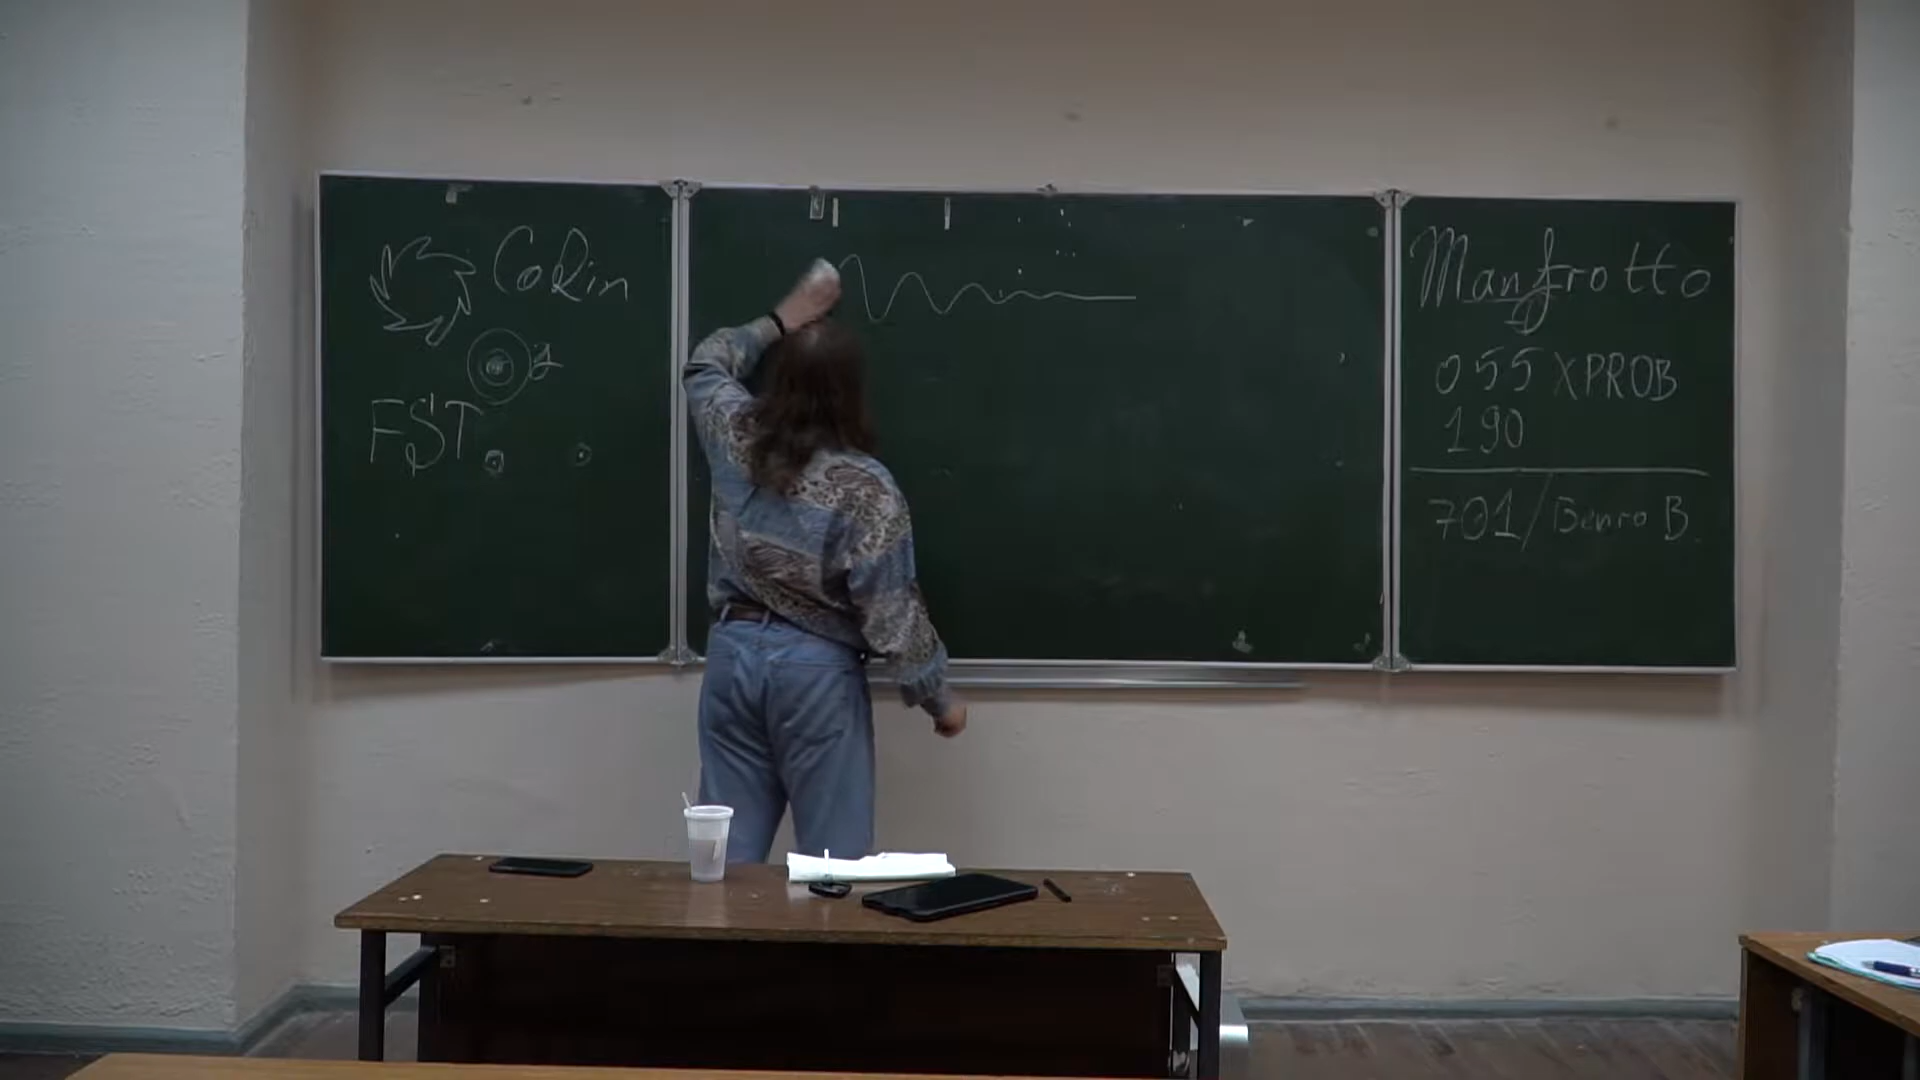 Cokin
FST.
Manfrotto
055 XPROB
190
701/Benro B.